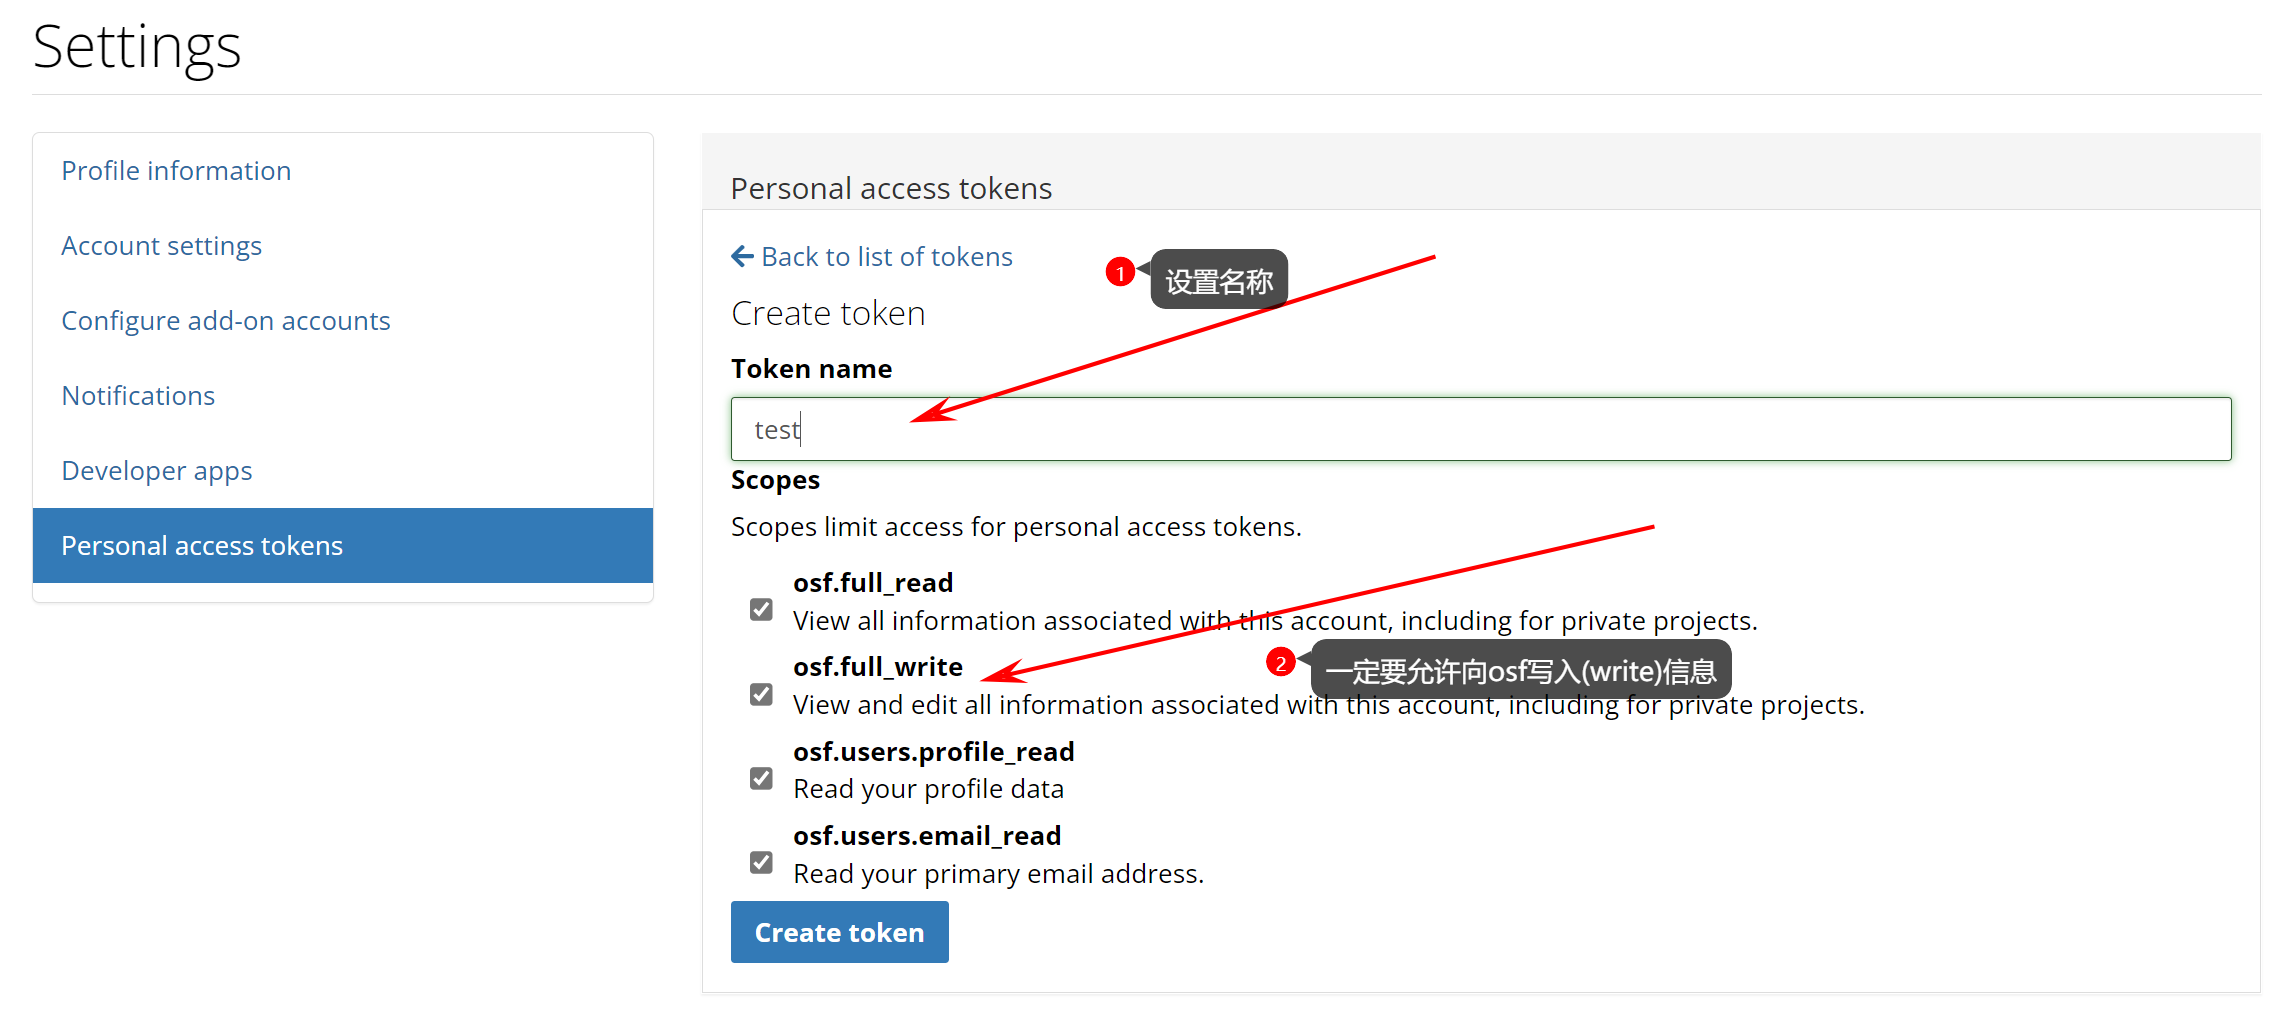 Settings
Profile information
Account settings
Configure add-on accounts
Notifications
Developer apps
Personal access tokens
Personal access tokens
Back to list of tokens
1 设置名称
Create token
Token name
test
Scopes
Scopes limit access for personal access tokens.
osf.full_read
View all information associated with this account, including for private projects.
osf.full_write
2 一定要允许向osf写入(write)信息
View and edit all information associated with this account, including for private projects.
osf.users.profile_read
Read your profile data
osf.users.email_read
Read your primary email address.
Create token